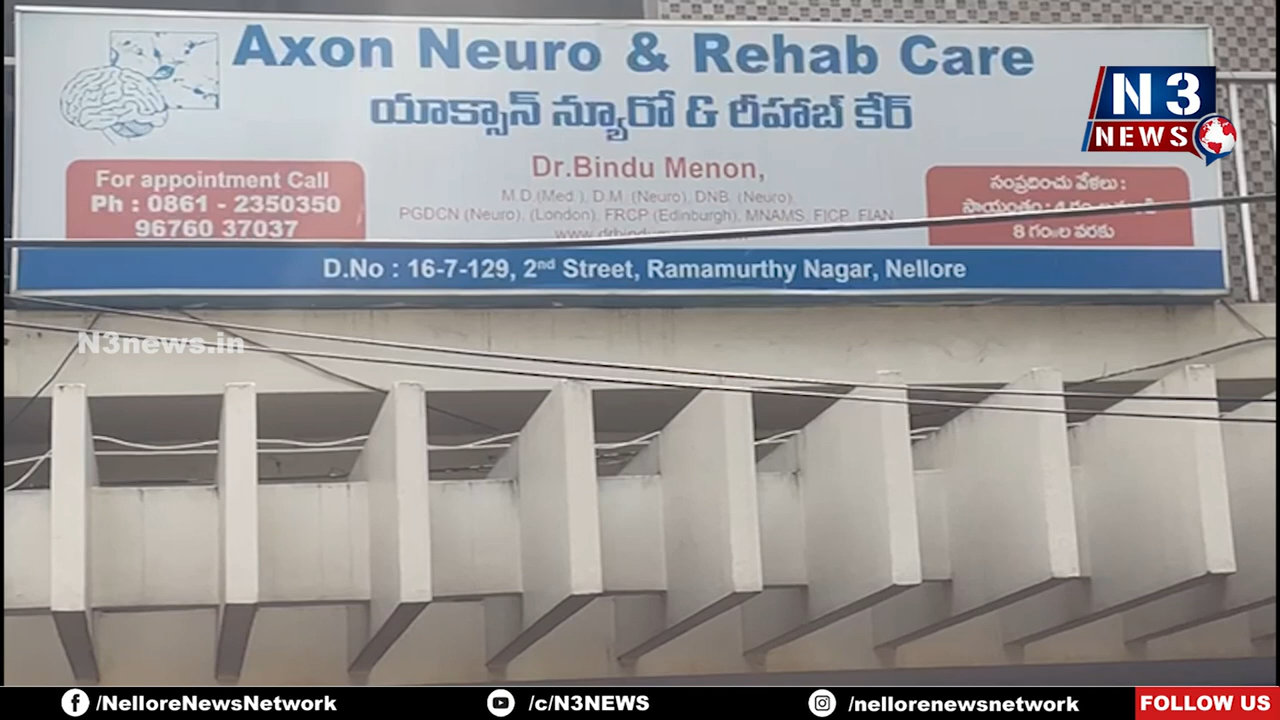 Axon Neuro & Rehab Care
యాక్సాన్ న్యూరో & రీహాబ్ కేర్
N3
NEWS
Dr.Bindu Menon,
For appointment Call
Ph : 0861 - 2350350
96760 37037
M.D.(Med.), D.M. (Neuro), DNB. (Neuro)
PGDCN (Neuro), (London), FRCP (Edinburgh), MNAMS, FICP, FIAN
సంప్రదించు వేళలు :
సాయంత్రం : 4
8 గం॥ల వరకు
D.No : 16-7-129, 2nd Street, Ramamurthy Nagar, Nellore
N3news.in
/NelloreNewsNetwork
/c/N3NEWS
/nellorenewsnetwork
FOLLOW US